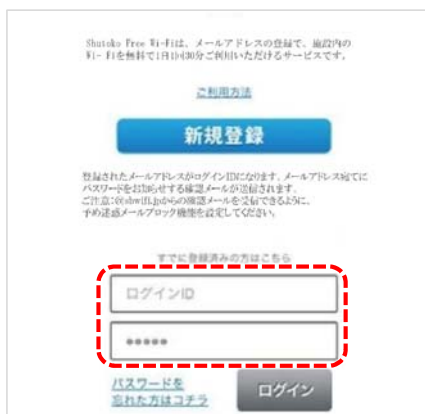 Shutoko Free Wi-Fiは、メールアドレスの登録で、施設内の
Wi-Fiを無料で1日1h(30分ご利用いただけるサービスです。
ご利用方法
新規登録
登録されたメールアドレスがログインIDになります、メールアドレス宛てに
パスワードをお知らせする確認メールが送信されます。
ご注意:@sbwifi.jpからの確認メールを受信できるように、
予め迷惑メールブロック機能を設定してください。
すでに登録済みの方はこちら
ログインID
*****
パスワードを
忘れた方はコチラ
ログイン